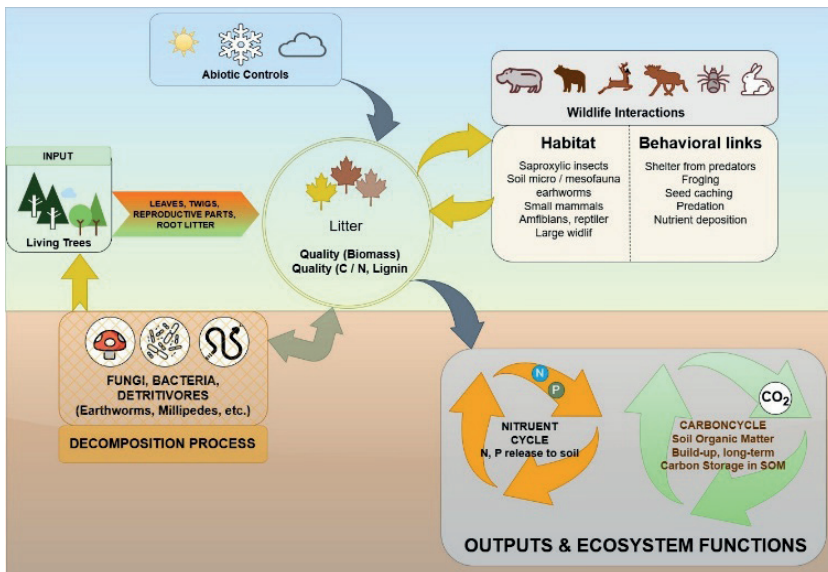 Abiotic Controls
Wildlife Interactions
Habitat
Saproxylic insects
Soil micro / mesofauna
earhworms
Small mammals
Amfibians, reptiler
Large widlif
Behavioral links
Shelter from predators
Froging
Seed caching
Predation
Nutrient deposition
INPUT
Living Trees
LEAVES, TWIGS,
REPRODUCTIVE PARTS,
ROOT LITTER
Litter
Quality (Biomass)
Quality (C / N, Lignin
FUNGI, BACTERIA,
DETRITIVORES
(Earthworms, Millipedes, etc.)
DECOMPOSITION PROCESS
N
P
NITRUENT
CYCLE
N, P release to soil
CO₂
CARBONCYCLE
Soil Organic Matter
Build-up, long-term
Carbon Storage in SOM
OUTPUTS & ECOSYSTEM FUNCTIONS